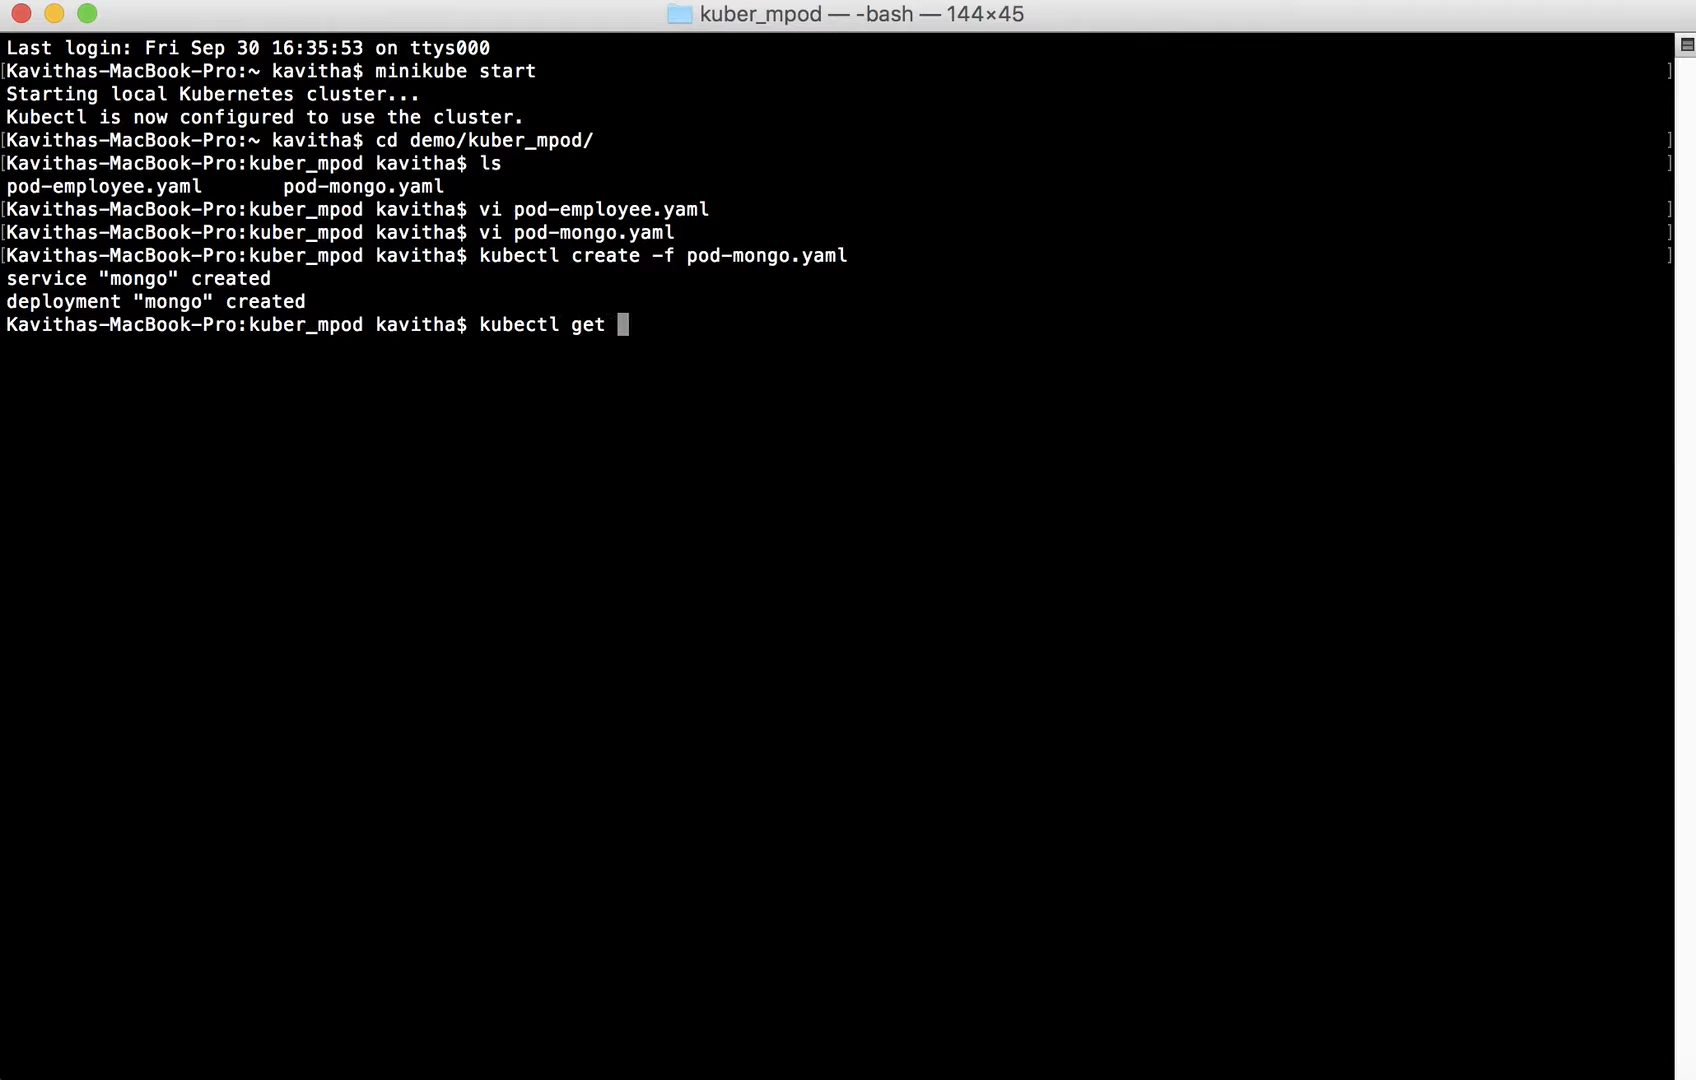 kuber_mpod — -bash — 144×45
Last login: Fri Sep 30 16:35:53 on ttys000
[Kavithas-MacBook-Pro:~ kavitha$ minikube start ]
Starting local Kubernetes cluster...
Kubectl is now configured to use the cluster.
[Kavithas-MacBook-Pro:~ kavitha$ cd demo/kuber_mpod/ ]
[Kavithas-MacBook-Pro:kuber_mpod kavitha$ ls ]
pod-employee.yaml       pod-mongo.yaml
[Kavithas-MacBook-Pro:kuber_mpod kavitha$ vi pod-employee.yaml ]
[Kavithas-MacBook-Pro:kuber_mpod kavitha$ vi pod-mongo.yaml ]
[Kavithas-MacBook-Pro:kuber_mpod kavitha$ kubectl create -f pod-mongo.yaml ]
service "mongo" created
deployment "mongo" created
Kavithas-MacBook-Pro:kuber_mpod kavitha$ kubectl get